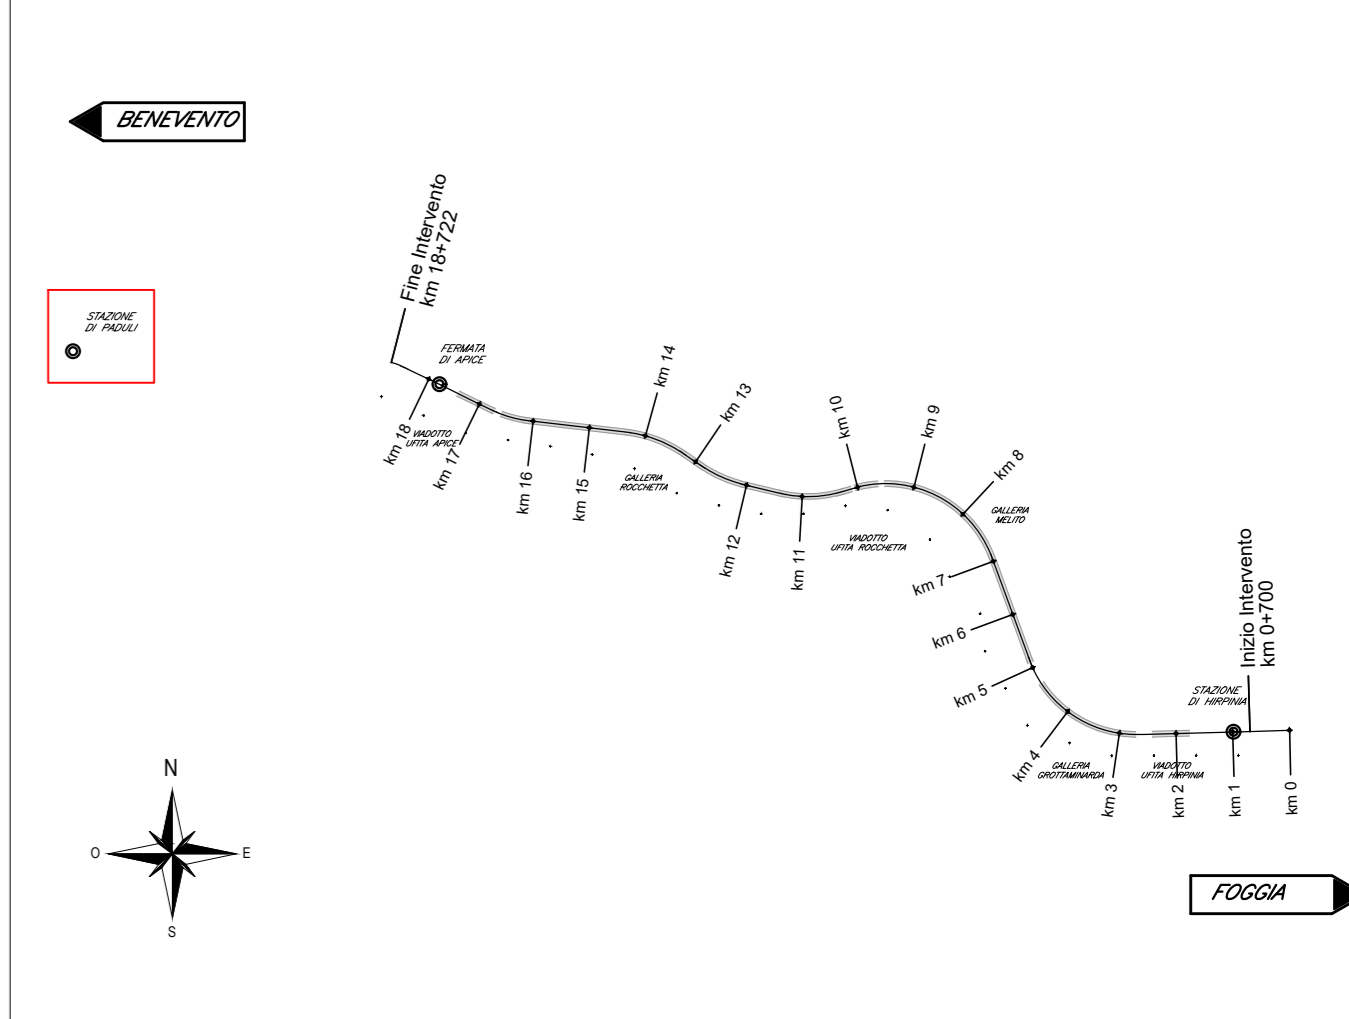 BENEVENTO
Fine Intervento
km 18+722
STAZIONE
DI PADULI
FERMATA
DI APICE
km 14
km 13
km 10
km 9
km 8
km 18
VIADOTTO
UFITA APICE
km 17
km 16
km 15
GALLERIA
ROCCHETTA
km 12
km 11
VIADOTTO
UFITA ROCCHETTA
GALLERIA
MELITO
km 7
km 6
km 5
Inizio Intervento
km 0+700
STAZIONE
DI HIRPINIA
km 4
GALLERIA
GROTTAMINARDA
km 3
VIADOTTO
UFITA HIRPINIA
km 2
km 1
km 0
N
O
E
S
FOGGIA